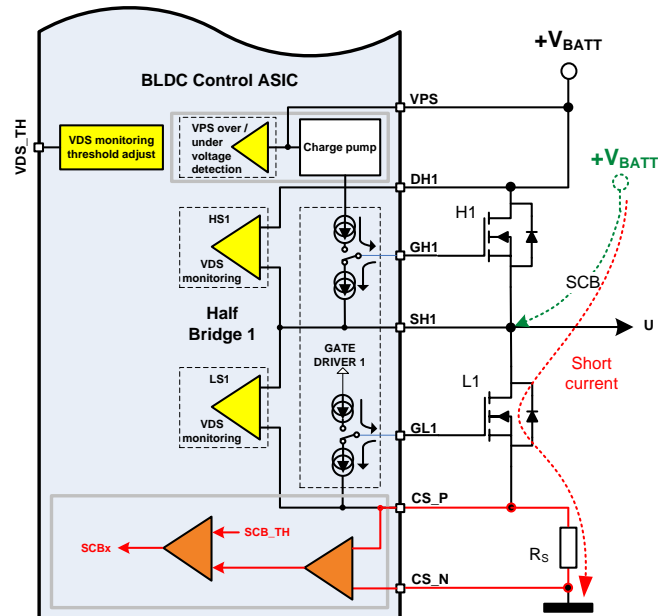 +VBATT
BLDC Control ASIC
VPS
VDS_TH
VDS monitoring
threshold adjust
VPS over /
under
voltage
detection
Charge pump
+VBATT
DH1
H1
HS1
VDS
monitoring
GH1
SCB
Half
Bridge 1
SH1
U
GATE
DRIVER 1
Short
current
LS1
VDS
monitoring
L1
GL1
CS_P
SCB_TH
SCBx
RS
CS_N